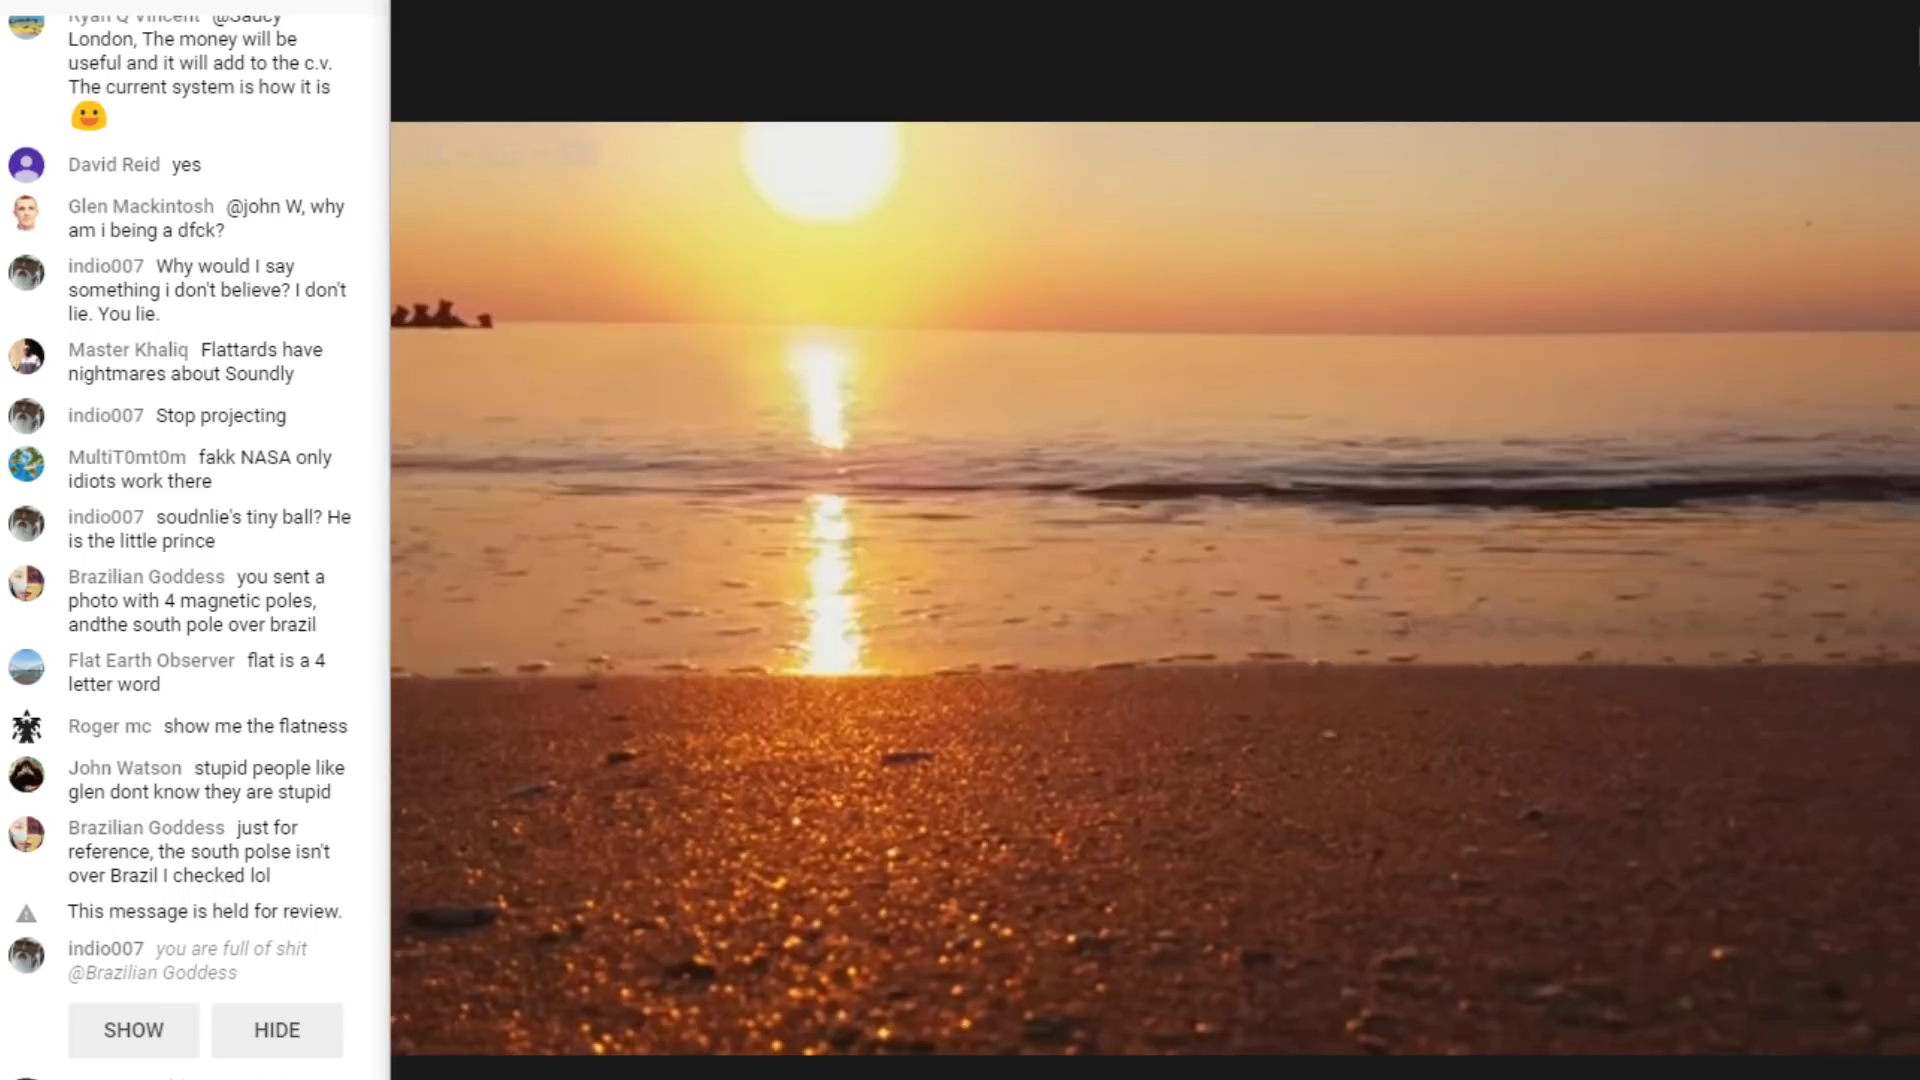 Ryan Q Vincent @Saucy
London, The money will be
useful and it will add to the c.v.
The current system is how it is
David Reid yes
Glen Mackintosh @john W, why
am i being a dfck?
indio007 Why would I say
something i don't believe? I don't
lie. You lie.
Master Khaliq Flattards have
nightmares about Soundly
indio007 Stop projecting
MultiT0mt0m fakk NASA only
idiots work there
indio007 soudnlie's tiny ball? He
is the little prince
Brazilian Goddess you sent a
photo with 4 magnetic poles,
andthe south pole over brazil
Flat Earth Observer flat is a 4
letter word
Roger mc show me the flatness
John Watson stupid people like
glen dont know they are stupid
Brazilian Goddess just for
reference, the south polse isn't
over Brazil I checked lol
This message is held for review.
indio007 you are full of shit
@Brazilian Goddess
SHOW HIDE